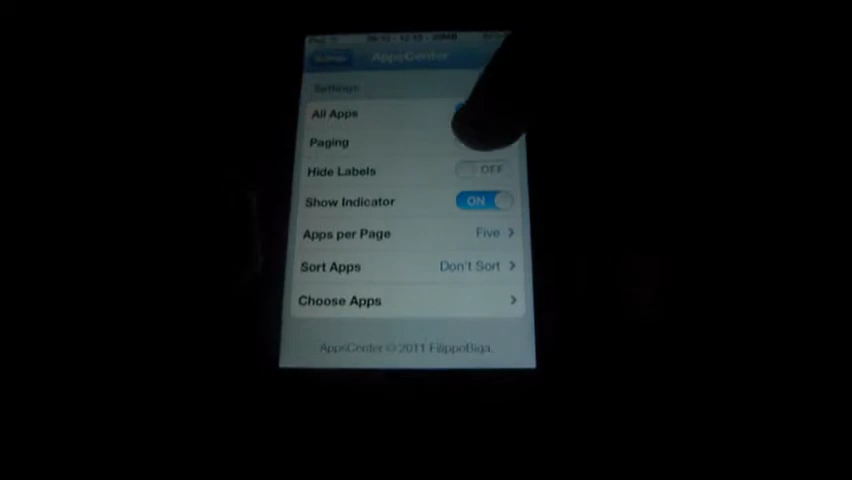 Settings
AppsCenter
Settings
All Apps
Paging
Hide Labels
OFF
Show Indicator
ON
Apps per Page
Five
Sort Apps
Don't Sort
Choose Apps
AppsCenter © 2011 FilippoBiga.